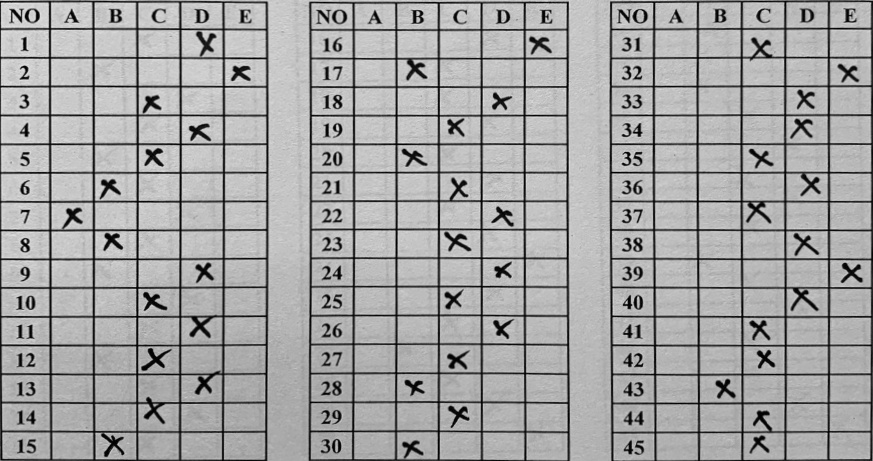 NO A B C D E NO A B C D E NO A B C D E
1 X 16 X 31 X
2 X 17 X 32 X
3 X 18 X 33 X
4 X 19 X 34 X
5 X 20 X 35 X
6 X 21 X 36 X
7 X 22 X 37 X
8 X 23 X 38 X
9 X 24 X 39 X
10 X 25 X 40 X
11 X 26 X 41 X
12 X 27 X 42 X
13 X 28 X 43 X
14 X 29 X 44 X
15 X 30 X 45 X